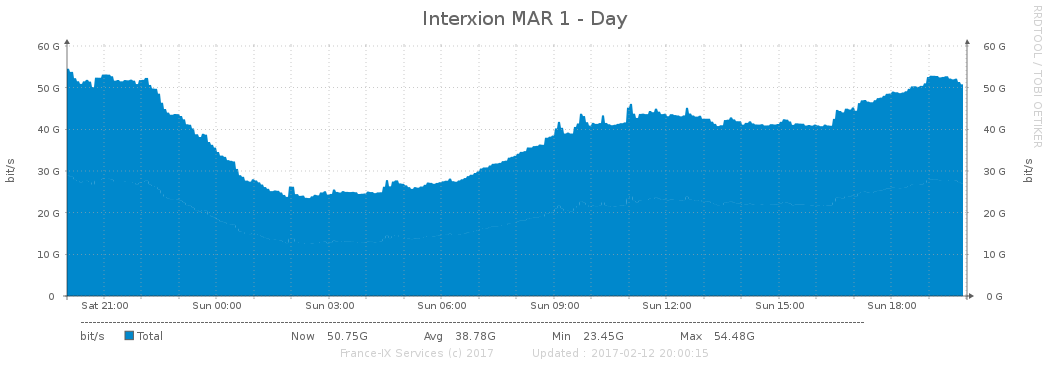 Interxion MAR 1 - Day
RRDTOOL / TOBI OETIKER
60 G 60 G
50 G 50 G
40 G 40 G
30 G 30 G
20 G 20 G
10 G 10 G
0 0 G
bit/s bit/s
Sat 21:00 Sun 00:00 Sun 03:00 Sun 06:00 Sun 09:00 Sun 12:00 Sun 15:00 Sun 18:00
bit/s Total Now 50.75G Avg 38.78G Min 23.45G Max 54.48G
France-IX Services (c) 2017 Updated : 2017-02-12 20:00:15